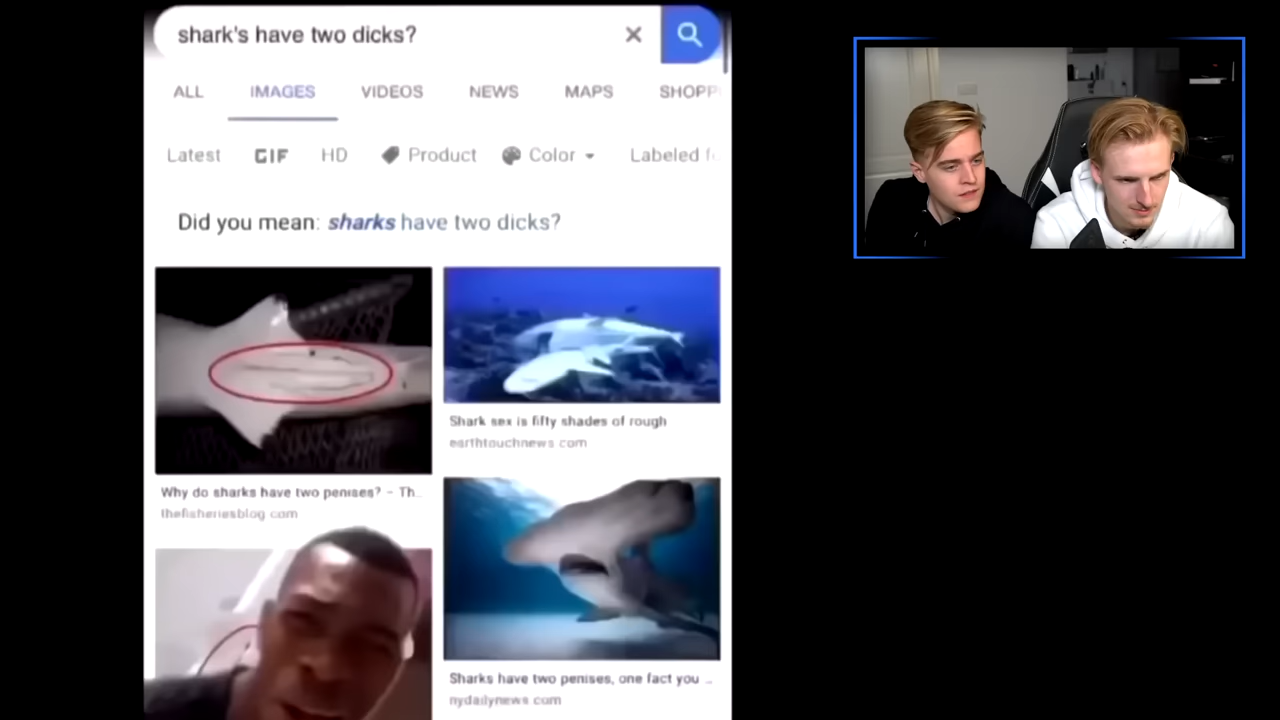 shark's have two dicks?
ALL IMAGES VIDEOS NEWS MAPS SHOPP
Latest GIF HD Product Color Labeled f
Did you mean: sharks have two dicks?
Shark sex is fifty shades of rough
earthtouchnews com
Why do sharks have two penises? - Th..
thefisheriesblog com
Sharks have two penises, one fact you ..
nydailynews com